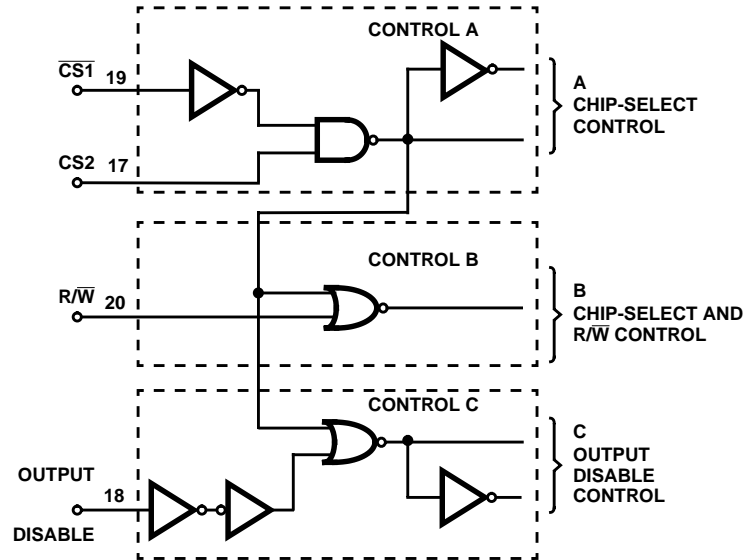 CONTROL A
C̅S̅1̅ 19
CS2 17
A
CHIP-SELECT
CONTROL
CONTROL B
R/W̅ 20
B
CHIP-SELECT AND
R/W̅ CONTROL
CONTROL C
OUTPUT
DISABLE
18
C
OUTPUT
DISABLE
CONTROL